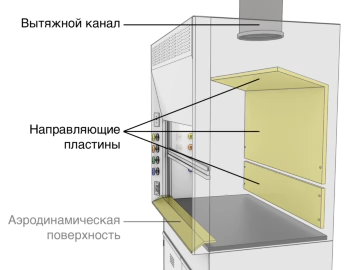 Вытяжной канал
Направляющие
пластины
Аэродинамическая
поверхность